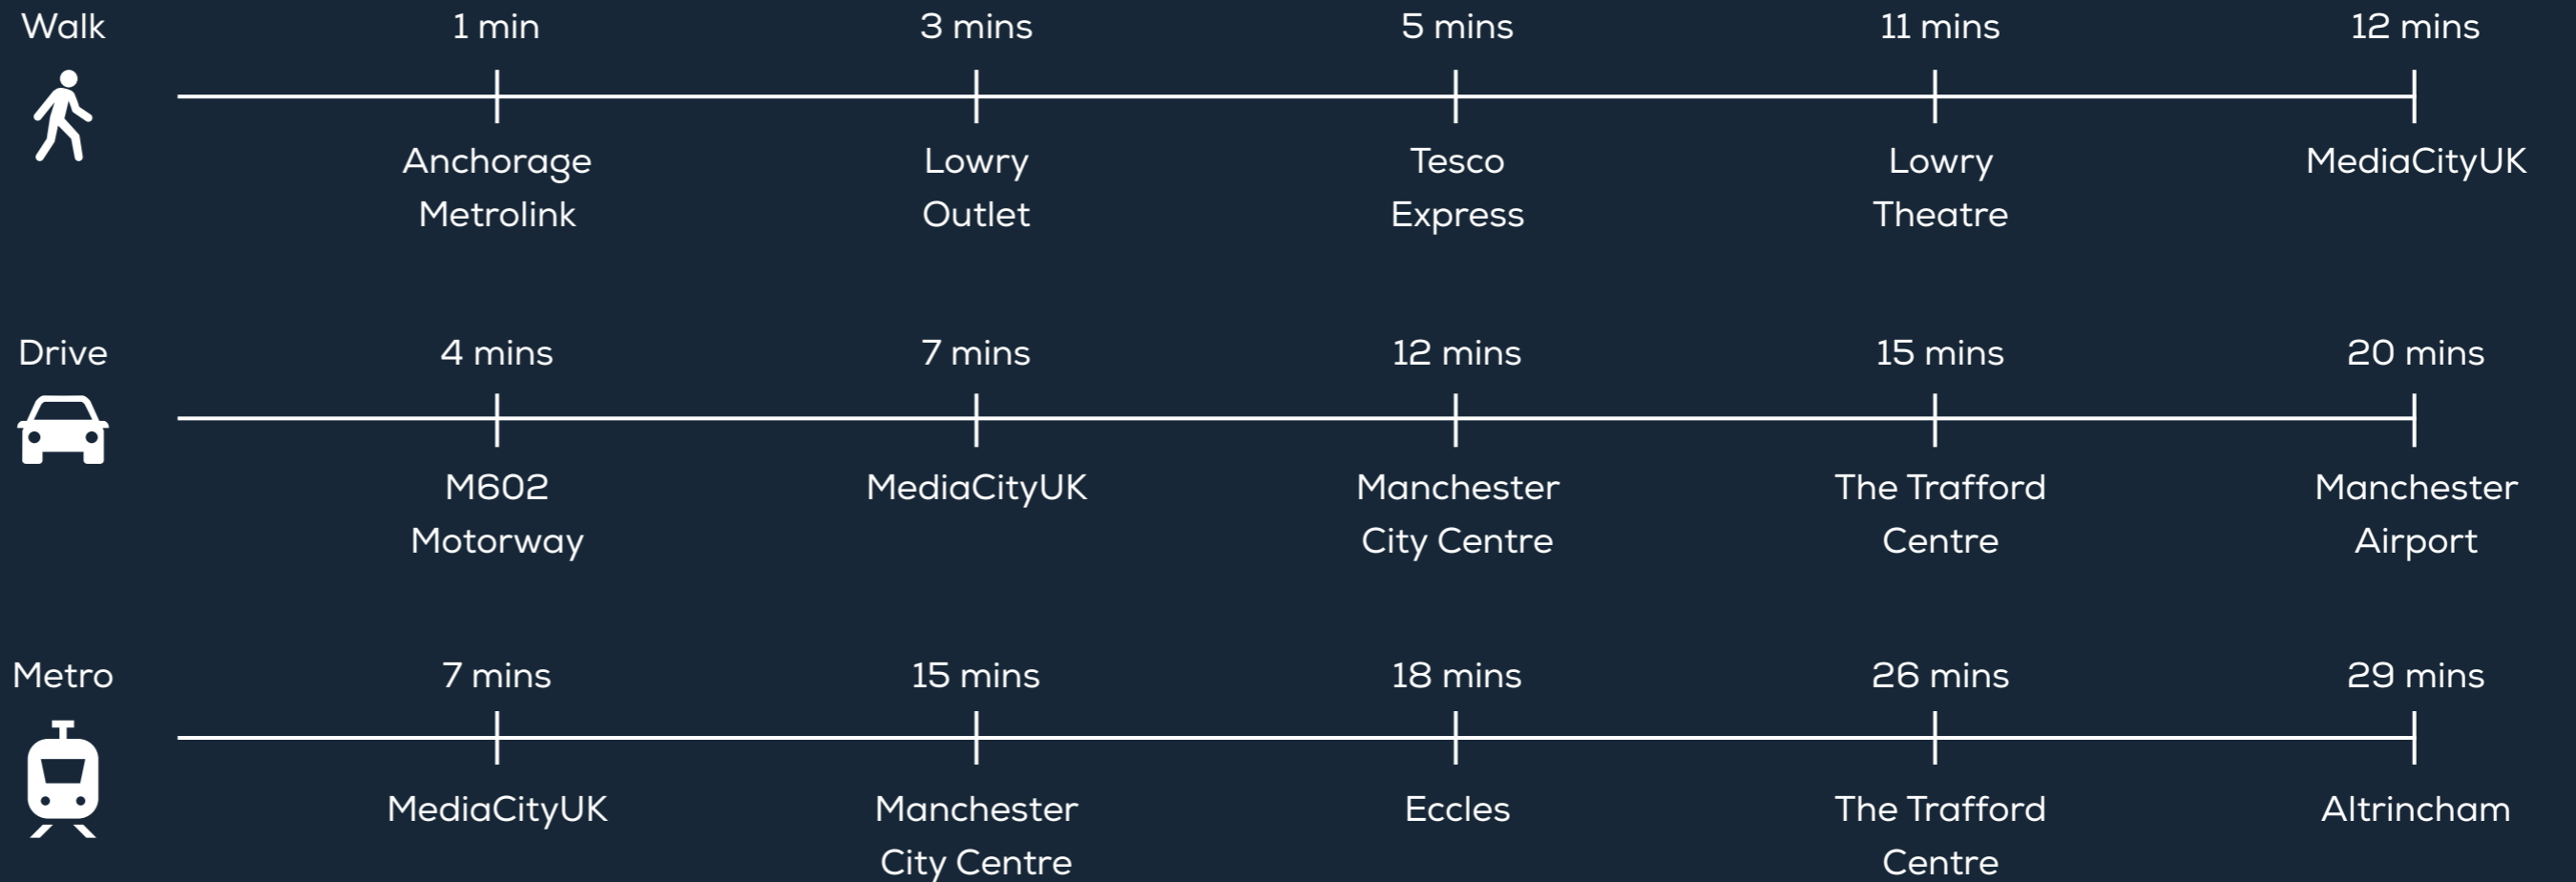 Walk 1 min 3 mins 5 mins 11 mins 12 mins
Anchorage Lowry Tesco Lowry MediaCityUK
Metrolink Outlet Express Theatre
Drive 4 mins 7 mins 12 mins 15 mins 20 mins
M602 MediaCityUK Manchester The Trafford Manchester
Motorway City Centre Centre Airport
Metro 7 mins 15 mins 18 mins 26 mins 29 mins
MediaCityUK Manchester Eccles The Trafford Altrincham
City Centre Centre